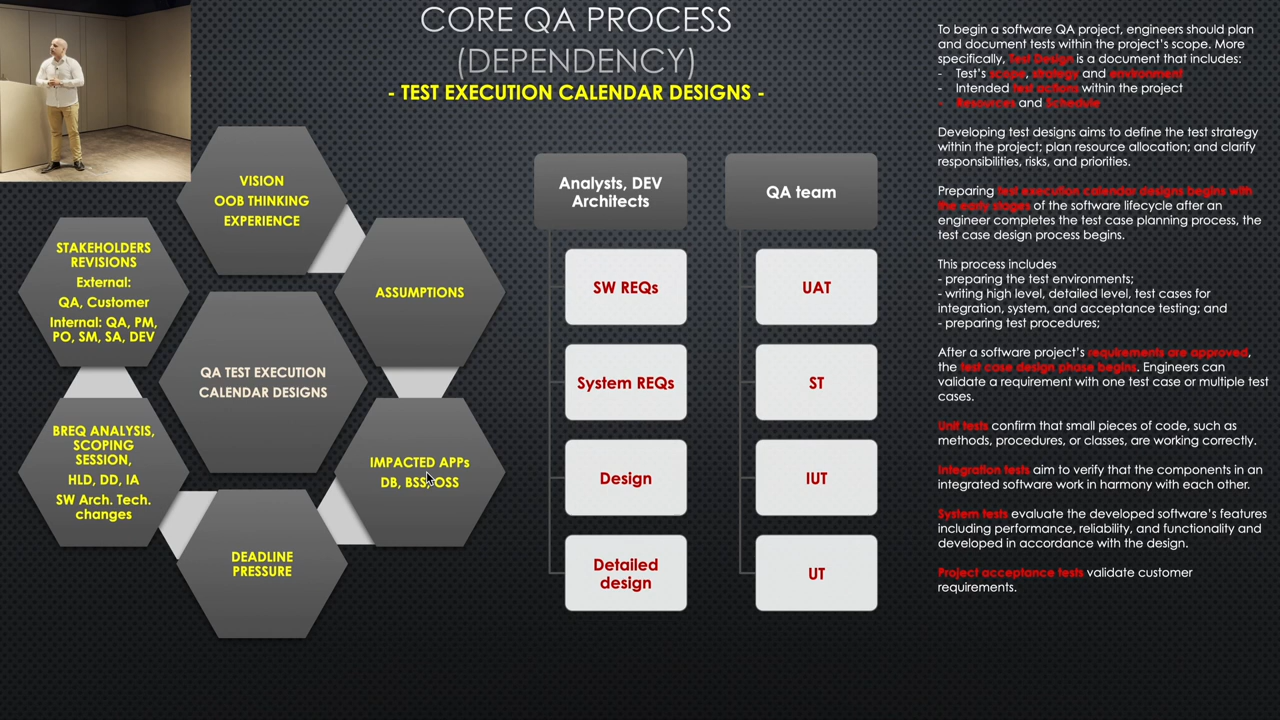 CORE QA PROCESS
(DEPENDENCY)
- TEST EXECUTION CALENDAR DESIGNS -
VISION
OOB THINKING
EXPERIENCE
STAKEHOLDERS
REVISIONS
External:
QA, Customer
Internal: QA, PM,
PO, SM, SA, DEV
ASSUMPTIONS
QA TEST EXECUTION
CALENDAR DESIGNS
BREQ ANALYSIS,
SCOPING
SESSION,
HLD, DD, IA
SW Arch. Tech.
changes
IMPACTED APPs
DB, BSS, OSS
DEADLINE
PRESSURE
Analysts, DEV
Architects
SW REQs
System REQs
Design
Detailed
design
QA team
UAT
ST
IUT
UT
To begin a software QA project, engineers should plan
and document tests within the project's scope. More
specifically, Test Design is a document that includes:
- Test's scope, strategy and environment
- Intended test actions within the project
- Resources and Schedule
Developing test designs aims to define the test strategy
within the project; plan resource allocation; and clarify
responsibilities, risks, and priorities.
Preparing test execution calendar designs begins with
the early stages of the software lifecycle after an
engineer completes the test case planning process, the
test case design process begins.
This process includes
- preparing the test environments;
- writing high level, detailed level, test cases for
integration, system, and acceptance testing; and
- preparing test procedures;
After a software project's requirements are approved,
the test case design phase begins. Engineers can
validate a requirement with one test case or multiple test
cases.
Unit tests confirm that small pieces of code, such as
methods, procedures, or classes, are working correctly.
Integration tests aim to verify that the components in an
integrated software work in harmony with each other.
System tests evaluate the developed software's features
including performance, reliability, and functionality and
developed in accordance with the design.
Project acceptance tests validate customer
requirements.